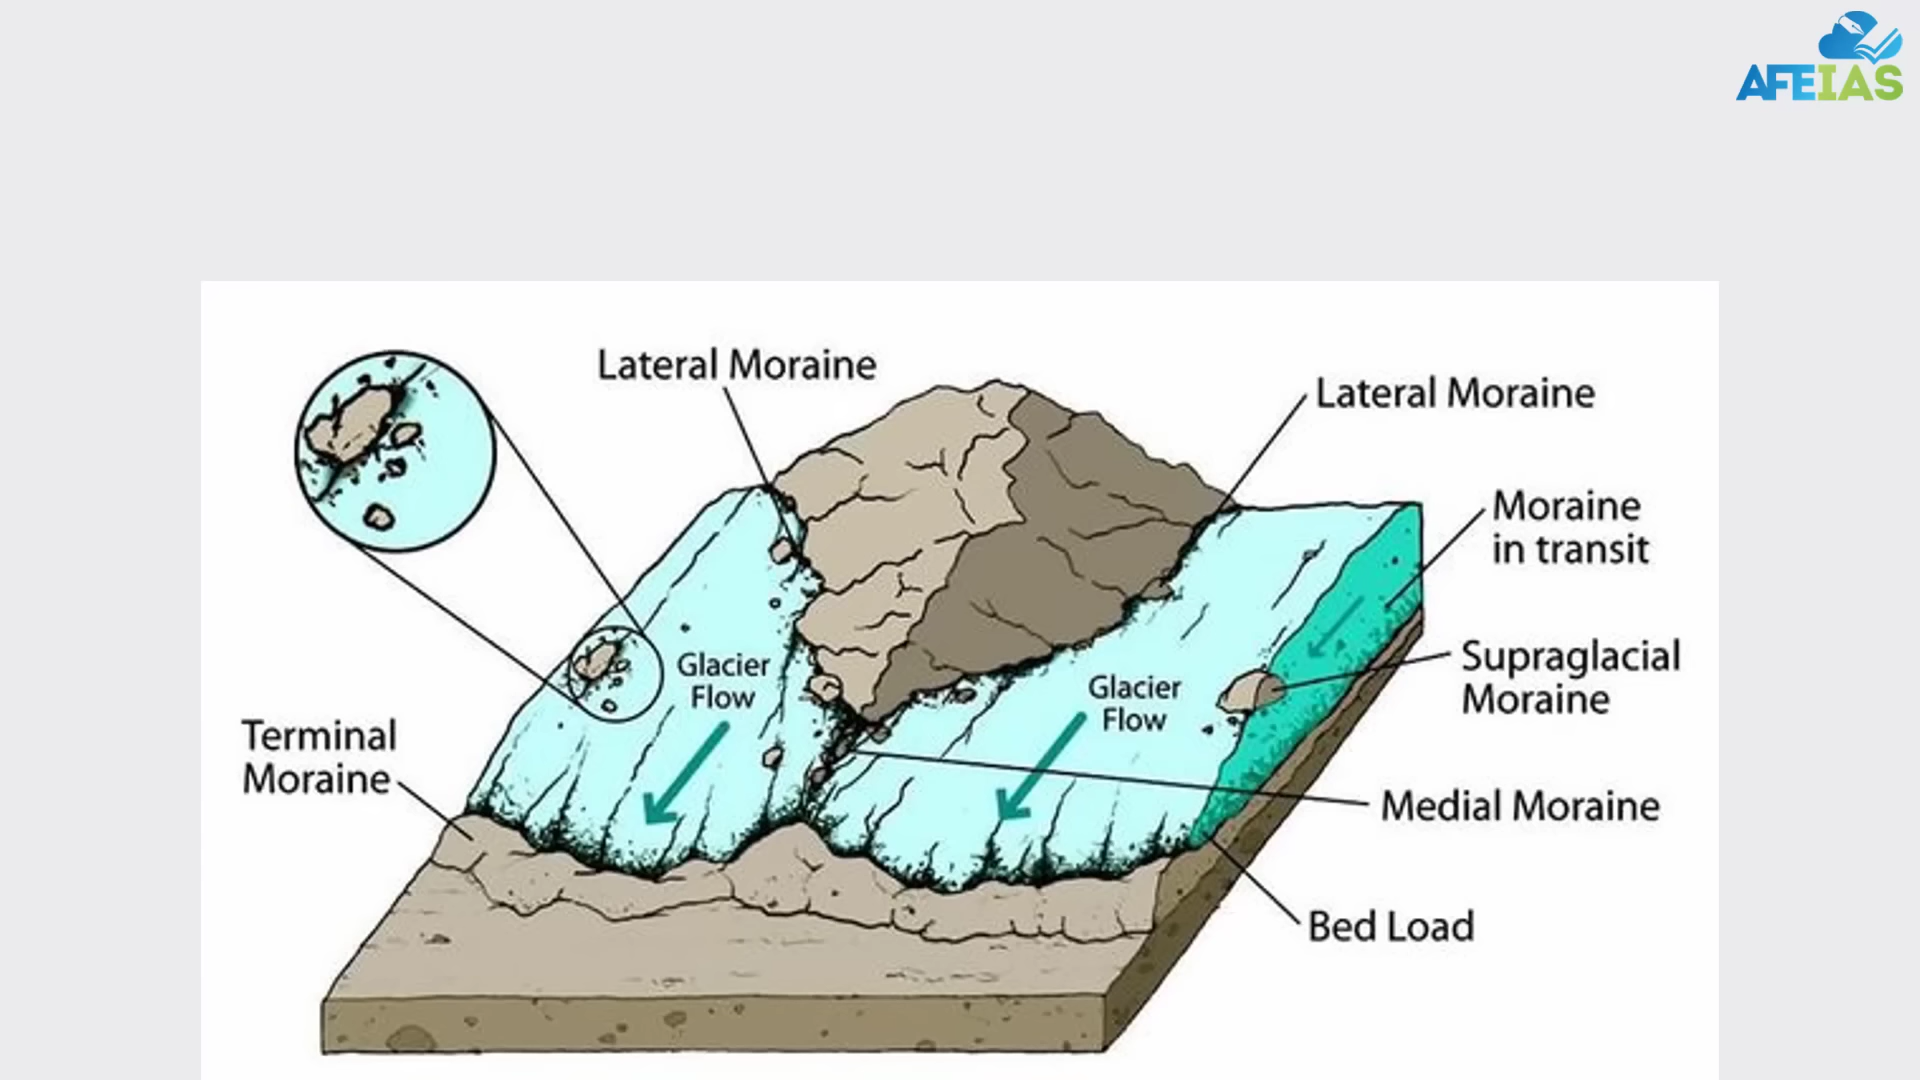 AFEIAS
Lateral Moraine
Lateral Moraine
Moraine
in transit
Glacier
Flow
Supraglacial
Moraine
Glacier
Flow
Terminal
Moraine
Medial Moraine
Bed Load